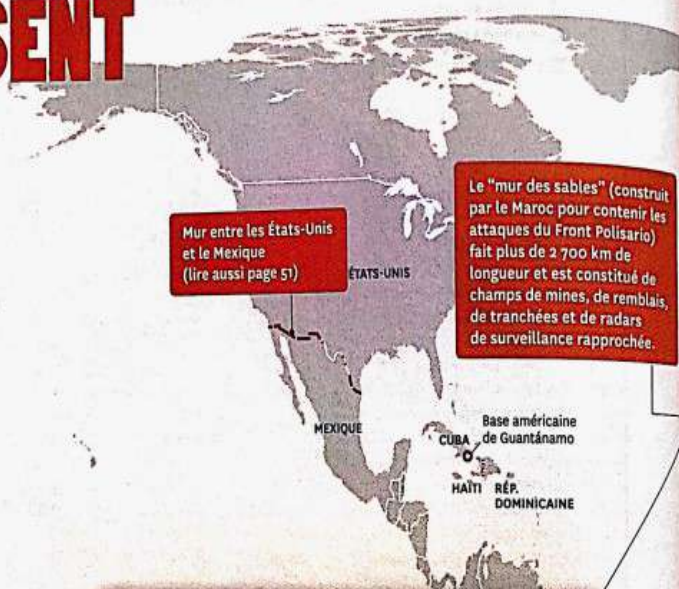 SENT
Mur entre les États-Unis
et le Mexique
(lire aussi page 51)
Le "mur des sables" (construit
par le Maroc pour contenir les
attaques du Front Polisario)
fait plus de 2 700 km de
longueur et est constitué de
champs de mines, de remblais,
de tranchées et de radars
de surveillance rapprochée.
ÉTATS-UNIS
MEXIQUE
CUBA
Base américaine
de Guantánamo
HAÏTI
RÉP.
DOMINICAINE